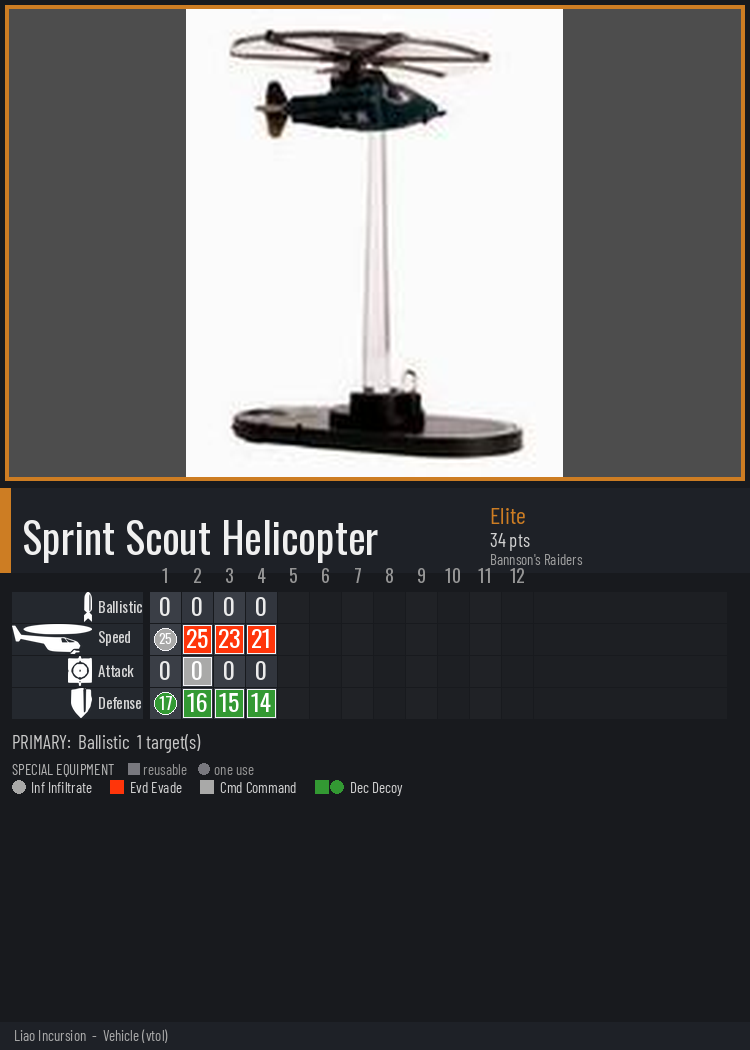 Sprint Scout Helicopter
Elite
34 pts
Bannson's Raiders
1 2 3 4 5 6 7 8 9 10 11 12
Ballistic 0 0 0 0
Speed 25 25 23 21
Attack 0 0 0 0
Defense 17 16 15 14
PRIMARY: Ballistic 1 target(s)
SPECIAL EQUIPMENT reusable one use
Inf Infiltrate Evd Evade Cmd Command Dec Decoy
Liao Incursion - Vehicle (vtol)